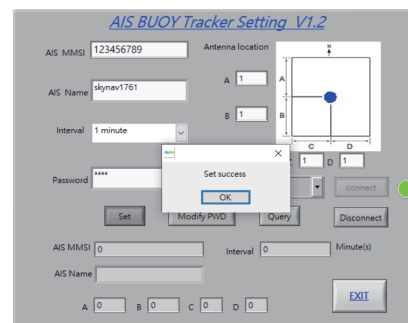 AIS BUOY Tracker Setting V1.2
AIS MMSI 123456789 Antenna location
N
A 1 A
AIS Name skynav1761
B 1 B
Interval 1 minute
C D
C 1 D 1
Set success
Password ****
OK
connect
Set Modify PWD Query Disconnect
AIS MMSI 0 Interval 0 Minute(s)
AIS Name
A 0 B 0 C 0 D 0 EXIT